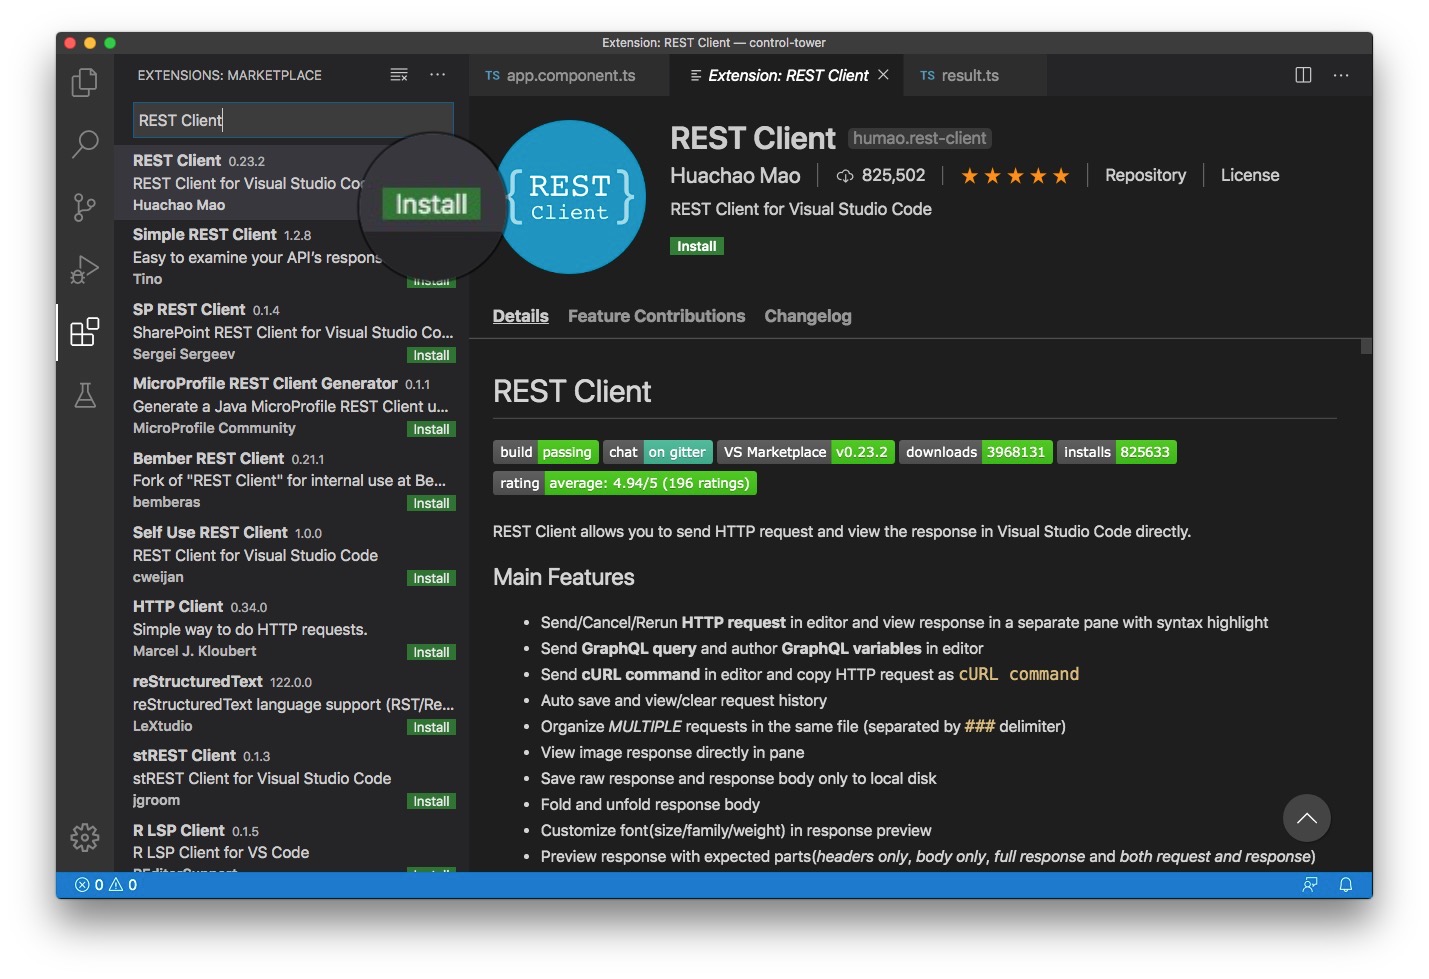 Extension: REST Client — control-tower
EXTENSIONS: MARKETPLACE
REST Client
REST Client 0.23.2
REST Client for Visual Studio Co
Huachao Mao
Install
Simple REST Client 1.2.8
Easy to examine your API's respons
Tino
Install
SP REST Client 0.1.4
SharePoint REST Client for Visual Studio Co...
Sergei Sergeev
Install
MicroProfile REST Client Generator 0.1.1
Generate a Java MicroProfile REST Client u...
MicroProfile Community
Install
Bember REST Client 0.21.1
Fork of "REST Client" for internal use at Be...
bemberas
Install
Self Use REST Client 1.0.0
REST Client for Visual Studio Code
cweijan
Install
HTTP Client 0.34.0
Simple way to do HTTP requests.
Marcel J. Kloubert
Install
reStructuredText 122.0.0
reStructuredText language support (RST/Re...
LeXtudio
Install
stREST Client 0.1.3
stREST Client for Visual Studio Code
jgroom
Install
R LSP Client 0.1.5
R LSP Client for VS Code
REditorSupport
TS app.component.ts
Extension: REST Client
TS result.ts
{REST
Client}
REST Client humao.rest-client
Huachao Mao 825,502 ★★★★★ Repository License
REST Client for Visual Studio Code
Install
Details Feature Contributions Changelog
REST Client
build passing chat on gitter VS Marketplace v0.23.2 downloads 3968131 installs 825633
rating average: 4.94/5 (196 ratings)
REST Client allows you to send HTTP request and view the response in Visual Studio Code directly.
Main Features
• Send/Cancel/Rerun HTTP request in editor and view response in a separate pane with syntax highlight
• Send GraphQL query and author GraphQL variables in editor
• Send cURL command in editor and copy HTTP request as cURL command
• Auto save and view/clear request history
• Organize MULTIPLE requests in the same file (separated by ### delimiter)
• View image response directly in pane
• Save raw response and response body only to local disk
• Fold and unfold response body
• Customize font(size/family/weight) in response preview
• Preview response with expected parts(headers only, body only, full response and both request and response)
0 0